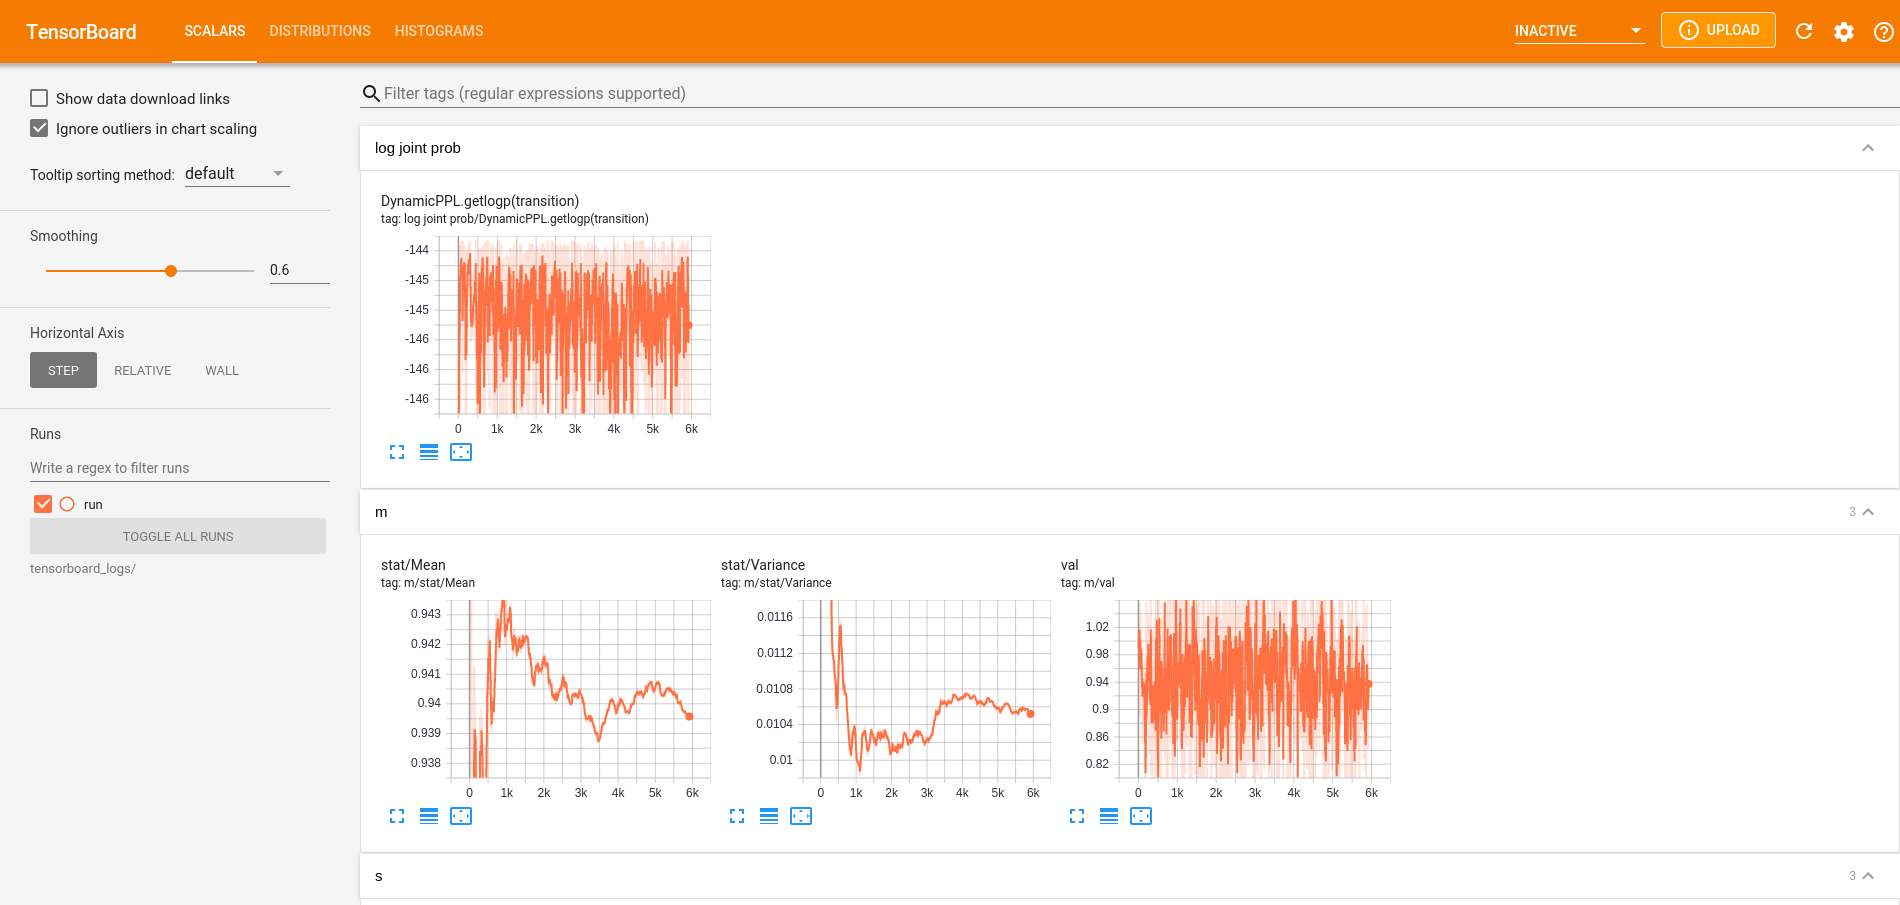 TensorBoard SCALARS DISTRIBUTIONS HISTOGRAMS INACTIVE UPLOAD
Show data download links
Ignore outliers in chart scaling
Tooltip sorting method: default
Smoothing
0.6
Horizontal Axis
STEP RELATIVE WALL
Runs
Write a regex to filter runs
run
TOGGLE ALL RUNS
tensorboard_logs/
Filter tags (regular expressions supported)
log joint prob
DynamicPPL.getlogp(transition)
tag: log joint prob/DynamicPPL.getlogp(transition)
-144
-145
-145
-146
-146
-146
0 1k 2k 3k 4k 5k 6k
m 3
stat/Mean
tag: m/stat/Mean
0.943
0.942
0.941
0.94
0.939
0.938
0 1k 2k 3k 4k 5k 6k
stat/Variance
tag: m/stat/Variance
0.0116
0.0112
0.0108
0.0104
0.01
0 1k 2k 3k 4k 5k 6k
val
tag: m/val
1.02
0.98
0.94
0.9
0.86
0.82
0 1k 2k 3k 4k 5k 6k
s 3